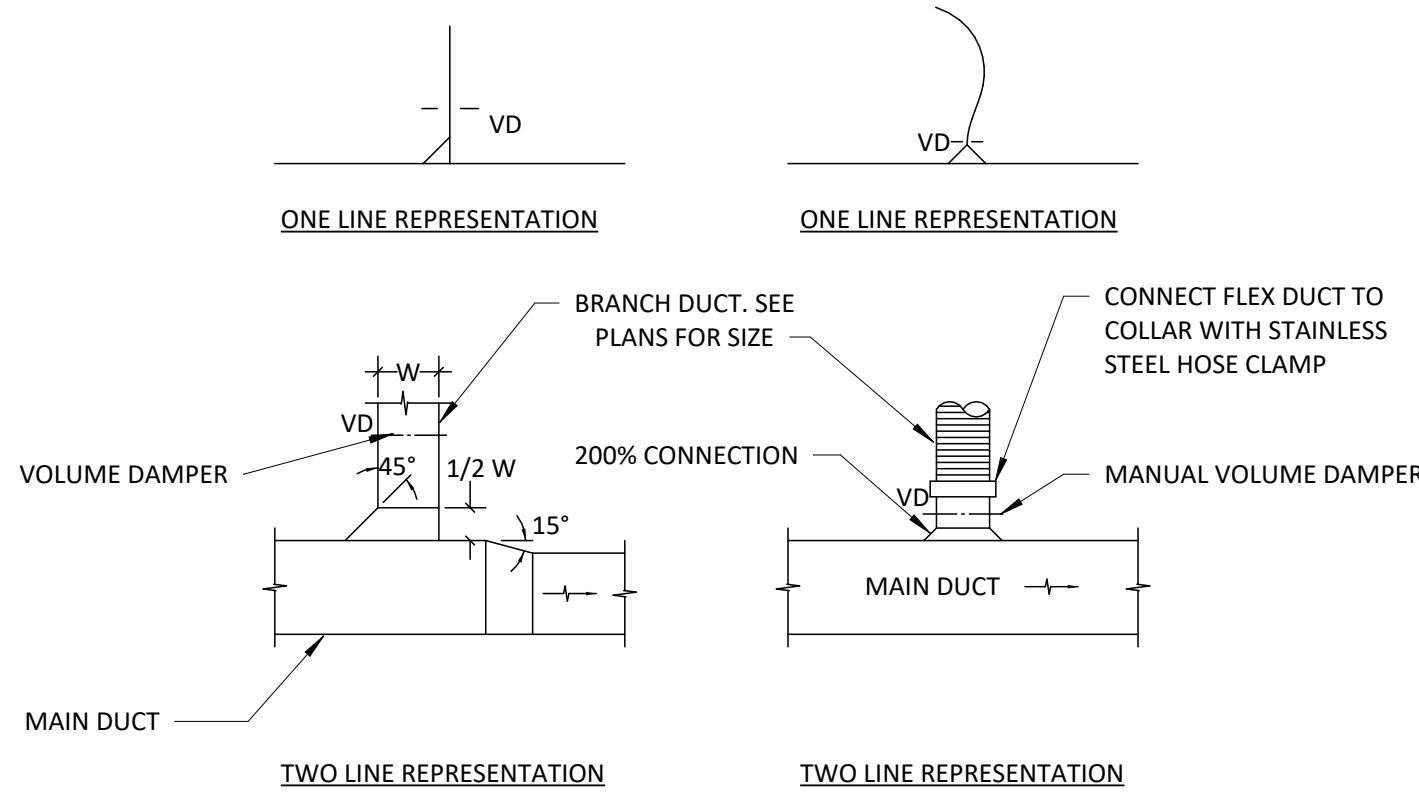 VD
VD
ONE LINE REPRESENTATION
ONE LINE REPRESENTATION
BRANCH DUCT. SEE
PLANS FOR SIZE
CONNECT FLEX DUCT TO
COLLAR WITH STAINLESS
STEEL HOSE CLAMP
W
VD
VOLUME DAMPER
45°
1/2 W
200% CONNECTION
MANUAL VOLUME DAMPER
VD
15°
MAIN DUCT
MAIN DUCT
TWO LINE REPRESENTATION
TWO LINE REPRESENTATION